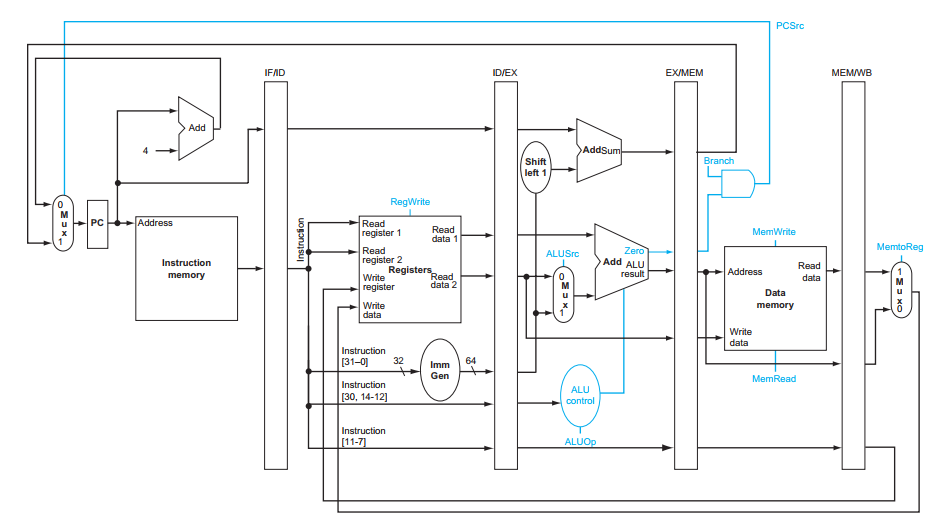 PCSrc
IF/ID
ID/EX
EX/MEM
MEM/WB
Add
4
Add Sum
Shift
left 1
Branch
0
M
u
x
1
PC
Address
Instruction
memory
Instruction
RegWrite
Read
register 1
Read
register 2
Write
register
Write
data
Registers
Read
data 1
Read
data 2
ALUSrc
0
M
u
x
1
Add
Zero
ALU
result
MemWrite
Address
Read
data
Data
memory
Write
data
MemRead
MemtoReg
1
M
u
x
0
Instruction
[31–0]
32
Imm
Gen
64
Instruction
[30, 14-12]
ALU
control
ALUOp
Instruction
[11-7]